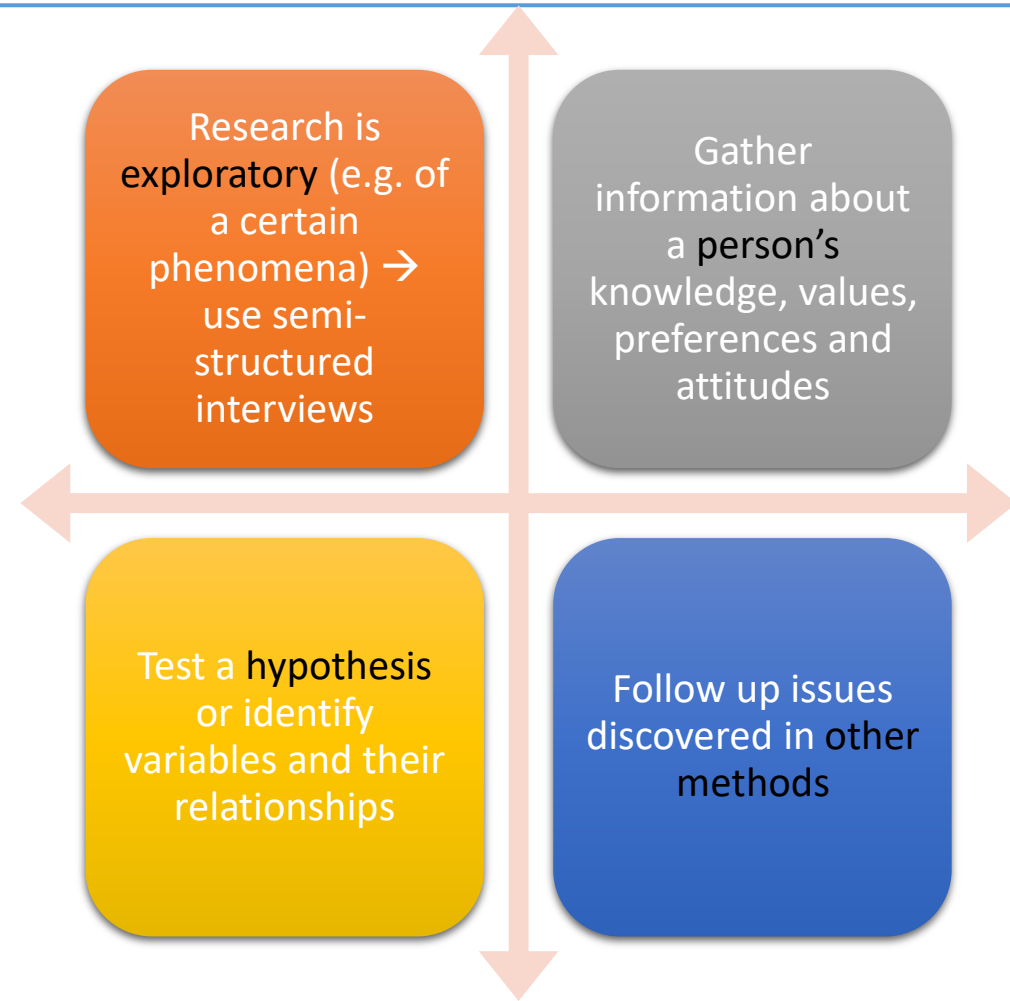 Research is
exploratory (e.g. of
a certain
phenomena) →
use semi-
structured
interviews
Gather
information about
a person’s
knowledge, values,
preferences and
attitudes
Test a hypothesis
or identify
variables and their
relationships
Follow up issues
discovered in other
methods